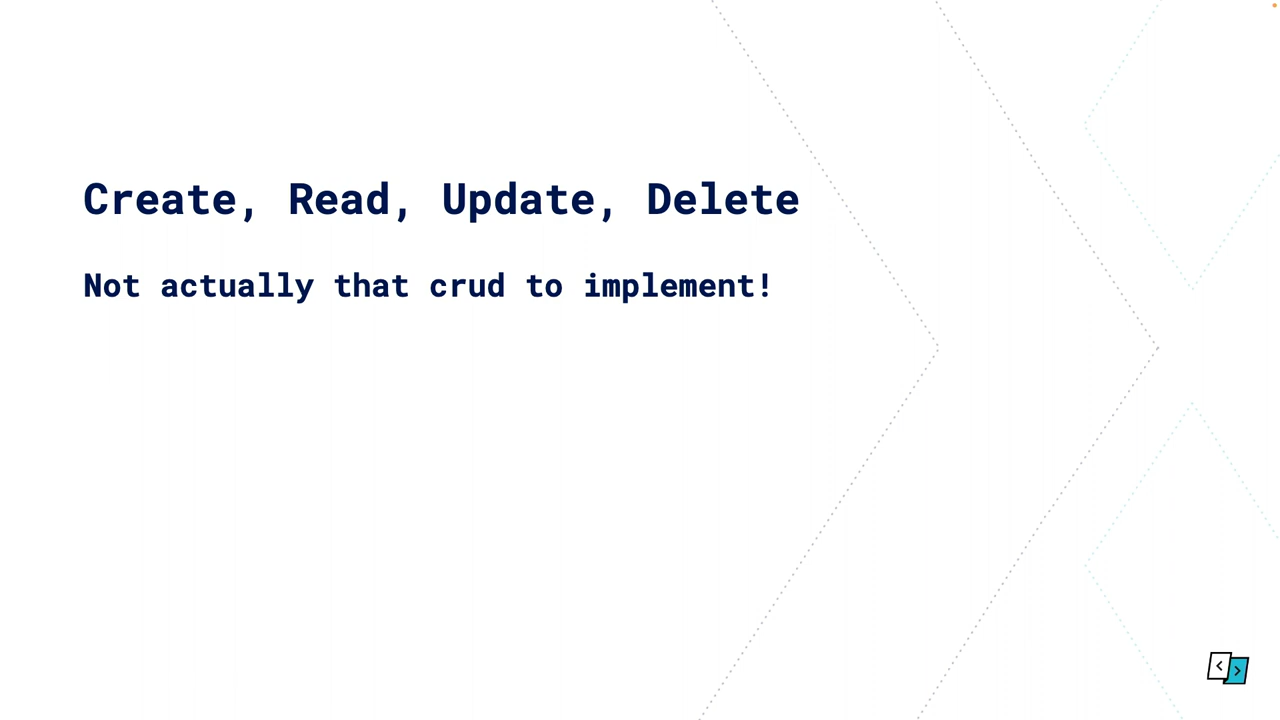 Create, Read, Update, Delete
Not actually that crud to implement!